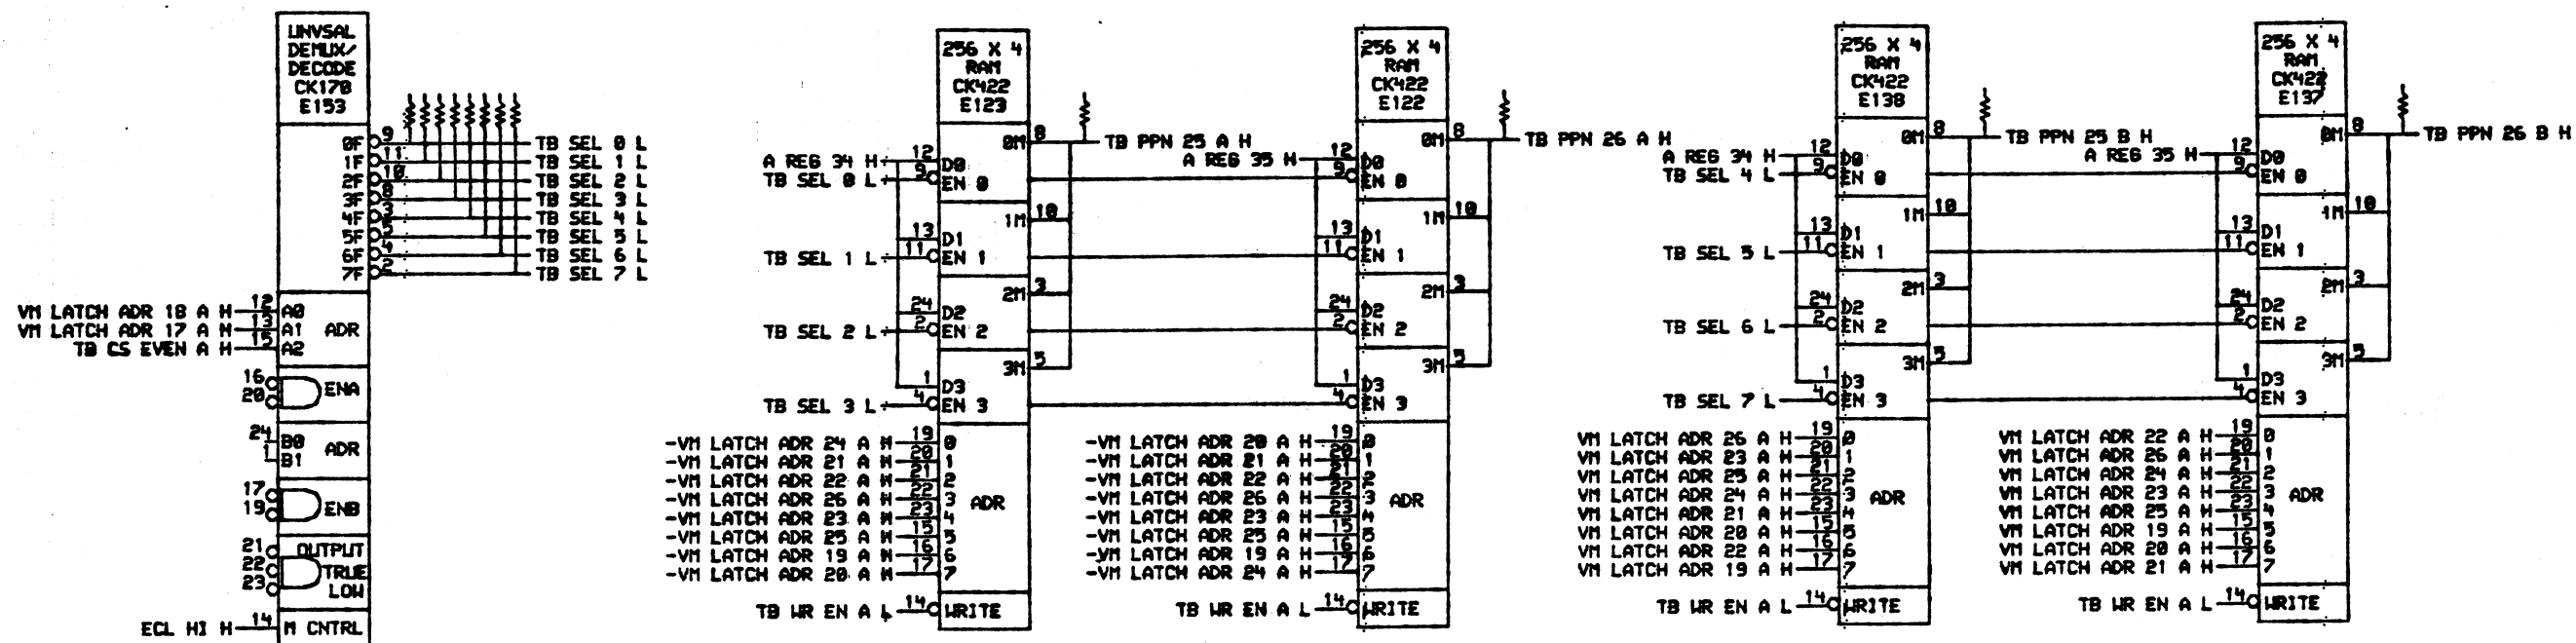 UNVSAL
DEMUX/
DECODE
CK170
E153
0F 9 TB SEL 0 L
1F 11 TB SEL 1 L
2F 10 TB SEL 2 L
3F 8 TB SEL 3 L
4F 3 TB SEL 4 L
5F 5 TB SEL 5 L
6F 4 TB SEL 6 L
7F 2 TB SEL 7 L
VM LATCH ADR 18 A H 12 A0
VM LATCH ADR 17 A H 13 A1 ADR
TB CS EVEN A H 15 A2
16
20 ENA
24 B0 ADR
1 B1
17
19 ENB
21 OUTPUT
22 TRUE
23 LOW
ECL HI H 14 M CNTRL
256 X 4
RAM
CK422
E123
0M 8 TB PPN 25 A H
A REG 34 H 12 D0
TB SEL 0 L 9 EN 0
1M 10
13 D1
TB SEL 1 L 11 EN 1
2M 3
24 D2
TB SEL 2 L 2 EN 2
3M 5
1 D3
TB SEL 3 L 4 EN 3
-VM LATCH ADR 24 A H 19 0
-VM LATCH ADR 21 A H 20 1
-VM LATCH ADR 22 A H 21 2
-VM LATCH ADR 26 A H 22 3 ADR
-VM LATCH ADR 23 A H 23 4
-VM LATCH ADR 25 A H 15 5
-VM LATCH ADR 19 A H 16 6
-VM LATCH ADR 20 A H 17 7
TB WR EN A L 14 WRITE
256 X 4
RAM
CK422
E122
0M 8 TB PPN 26 A H
A REG 35 H 12 D0
9 EN 0
1M 10
13 D1
11 EN 1
2M 3
24 D2
2 EN 2
3M 5
1 D3
4 EN 3
-VM LATCH ADR 20 A H 19 0
-VM LATCH ADR 21 A H 20 1
-VM LATCH ADR 22 A H 21 2
-VM LATCH ADR 26 A H 22 3 ADR
-VM LATCH ADR 23 A H 23 4
-VM LATCH ADR 25 A H 15 5
-VM LATCH ADR 19 A H 16 6
-VM LATCH ADR 24 A H 17 7
TB WR EN A L 14 WRITE
256 X 4
RAM
CK422
E138
0M 8 TB PPN 25 B H
A REG 34 H 12 D0
TB SEL 4 L 9 EN 0
1M 10
13 D1
TB SEL 5 L 11 EN 1
2M 3
24 D2
TB SEL 6 L 2 EN 2
3M 5
1 D3
TB SEL 7 L 4 EN 3
VM LATCH ADR 26 A H 19 0
VM LATCH ADR 23 A H 20 1
VM LATCH ADR 25 A H 21 2
VM LATCH ADR 24 A H 22 3 ADR
VM LATCH ADR 21 A H 23 4
VM LATCH ADR 20 A H 15 5
VM LATCH ADR 22 A H 16 6
VM LATCH ADR 19 A H 17 7
TB WR EN A L 14 WRITE
256 X 4
RAM
CK422
E137
0M 8 TB PPN 26 B H
A REG 35 H 12 D0
9 EN 0
1M 10
13 D1
11 EN 1
2M 3
24 D2
2 EN 2
3M 5
1 D3
4 EN 3
VM LATCH ADR 22 A H 19 0
VM LATCH ADR 26 A H 20 1
VM LATCH ADR 24 A H 21 2
VM LATCH ADR 23 A H 22 3 ADR
VM LATCH ADR 25 A H 23 4
VM LATCH ADR 19 A H 15 5
VM LATCH ADR 20 A H 16 6
VM LATCH ADR 21 A H 17 7
TB WR EN A L 14 WRITE